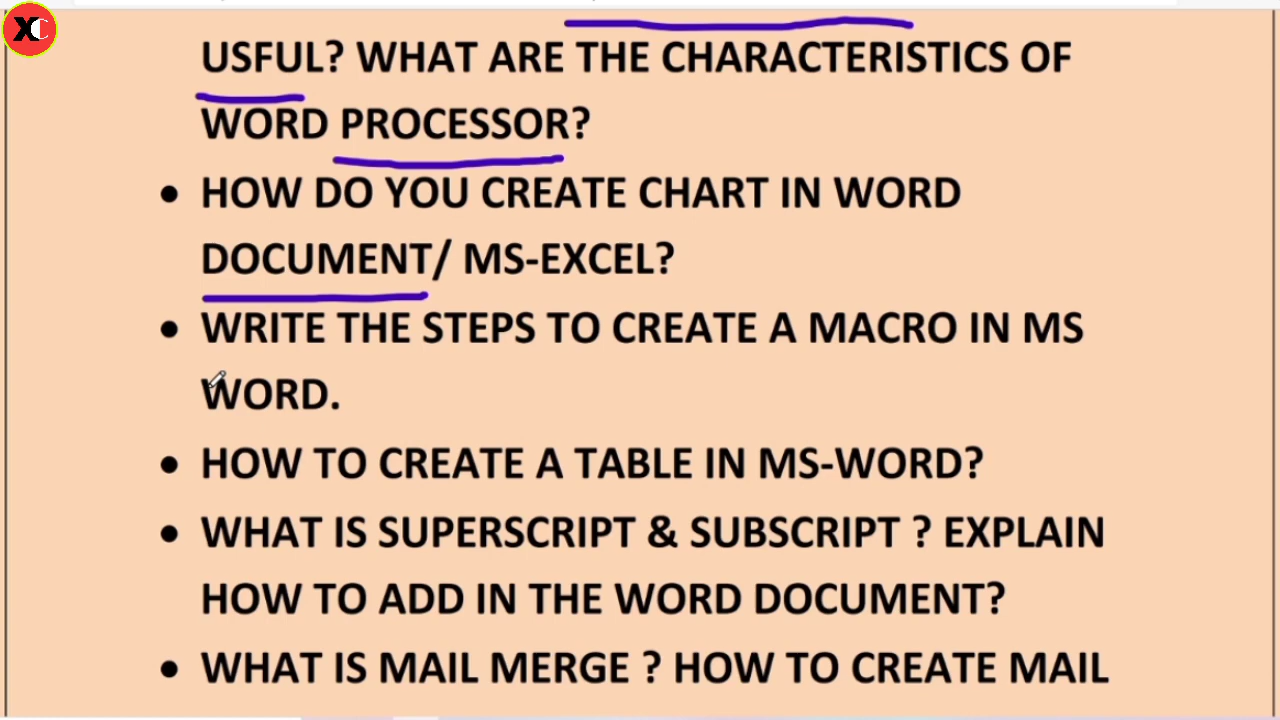 XC
USFUL? WHAT ARE THE CHARACTERISTICS OF
WORD PROCESSOR?
• HOW DO YOU CREATE CHART IN WORD
DOCUMENT/ MS-EXCEL?
• WRITE THE STEPS TO CREATE A MACRO IN MS
WORD.
• HOW TO CREATE A TABLE IN MS-WORD?
• WHAT IS SUPERSCRIPT & SUBSCRIPT ? EXPLAIN
HOW TO ADD IN THE WORD DOCUMENT?
• WHAT IS MAIL MERGE ? HOW TO CREATE MAIL